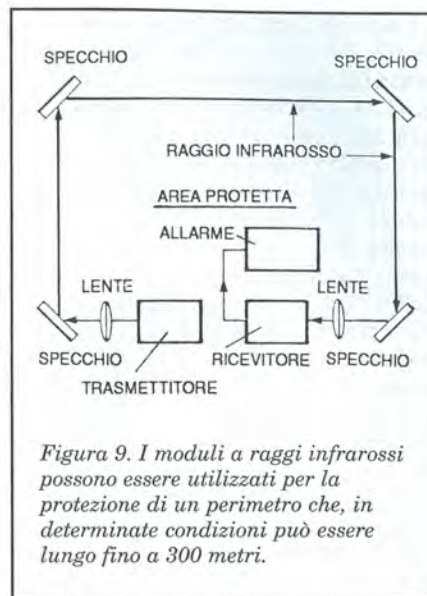 SPECCHIO
SPECCHIO
RAGGIO INFRAROSSO
AREA PROTETTA
ALLARME
LENTE
LENTE
SPECCHIO
RICEVITORE
SPECCHIO
TRASMETTITORE
Figura 9. I moduli a raggi infrarossi
possono essere utilizzati per la
protezione di un perimetro che, in
determinate condizioni può essere
lungo fino a 300 metri.